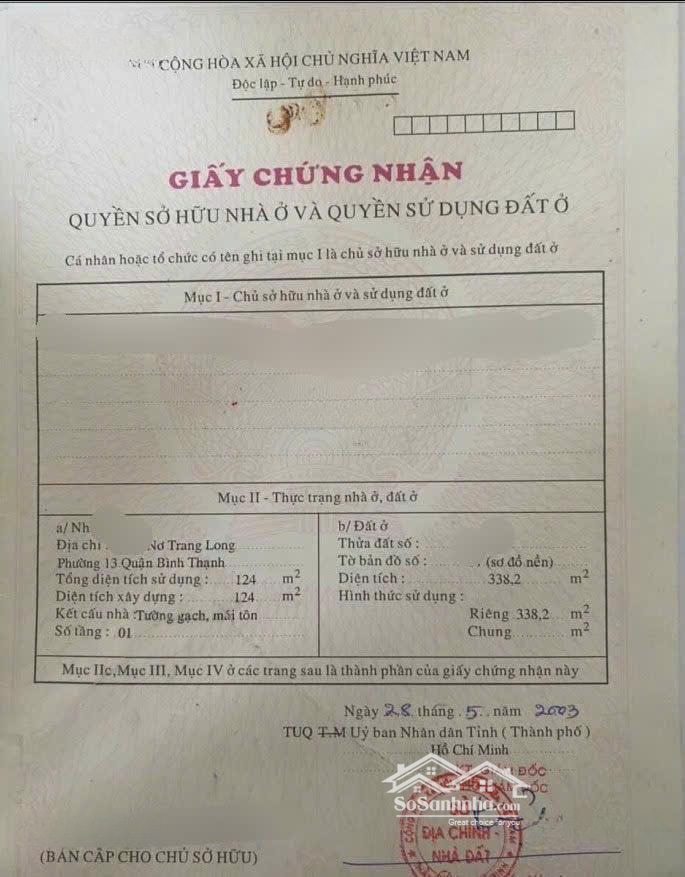 CỘNG HÒA XÃ HỘI CHỦ NGHĨA VIỆT NAM
Độc lập - Tự do - Hạnh phúc
GIẤY CHỨNG NHẬN
QUYỀN SỞ HỮU NHÀ Ở VÀ QUYỀN SỬ DỤNG ĐẤT Ở
Cá nhân hoặc tổ chức có tên ghi tại mục I là chủ sở hữu nhà ở và sử dụng đất ở
Mục I - Chủ sở hữu nhà ở và sử dụng đất ở
Mục II - Thực trạng nhà ở, đất ở
a/ Nh
Địa chỉ : Nơ Trang Long
Phường 13 Quận Bình Thạnh
Tổng diện tích sử dụng : 124 m2
Diện tích xây dựng : 124 m2
Kết cấu nhà : Tường gạch, mái tôn
Số tầng : 01
b/ Đất ở
Thửa đất số :
Tờ bản đồ số : (sơ đồ nền)
Diện tích : 338,2 m2
Hình thức sử dụng :
Riêng 338,2 m2
Chung m2
Mục IIc, Mục III, Mục IV ở các trang sau là thành phần của giấy chứng nhận này
Ngày 28 tháng 5 năm 2003
TUQ T.M Uỷ ban Nhân dân Tỉnh ( Thành phố )
Hồ Chí Minh
GIÁM ĐỐC
SoSanhnha.com
Great choice for you
SỞ
ĐỊA CHÍNH -
NHÀ ĐẤT
(BẢN CẤP CHO CHỦ SỞ HỮU)